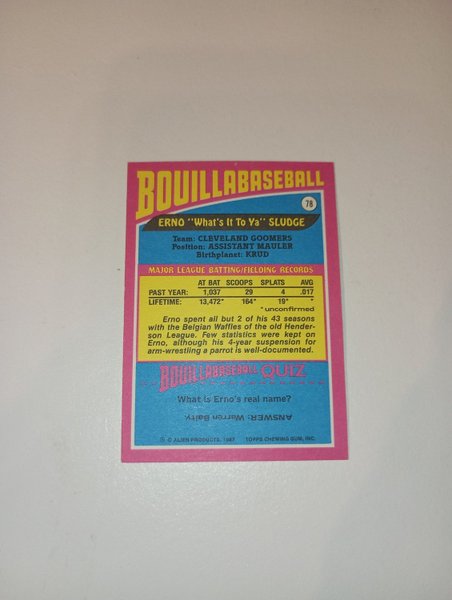 BOUILLABASEBALL
78
ERNO "What's It To Ya" SLUDGE
Team: CLEVELAND GOOMERS
Position: ASSISTANT MAULER
Birthplanet: KRUD
MAJOR LEAGUE BATTING/FIELDING RECORDS
AT BAT SCOOPS SPLATS AVG
PAST YEAR: 1,037 29 4 .017
LIFETIME: 13,472* 164* 19* *
*unconfirmed
Erno spent all but 2 of his 43 seasons
with the Belgian Waffles of the old Hender-
son League. Few statistics were kept on
Erno, although his 4-year suspension for
arm-wrestling a parrot is well-documented.
BOUILLABASEBALL QUIZ
What is Erno's real name?
ANSWER: Warren Balty.
© ALIEN PRODUCTS, 1987 TOPPS CHEWING GUM, INC.